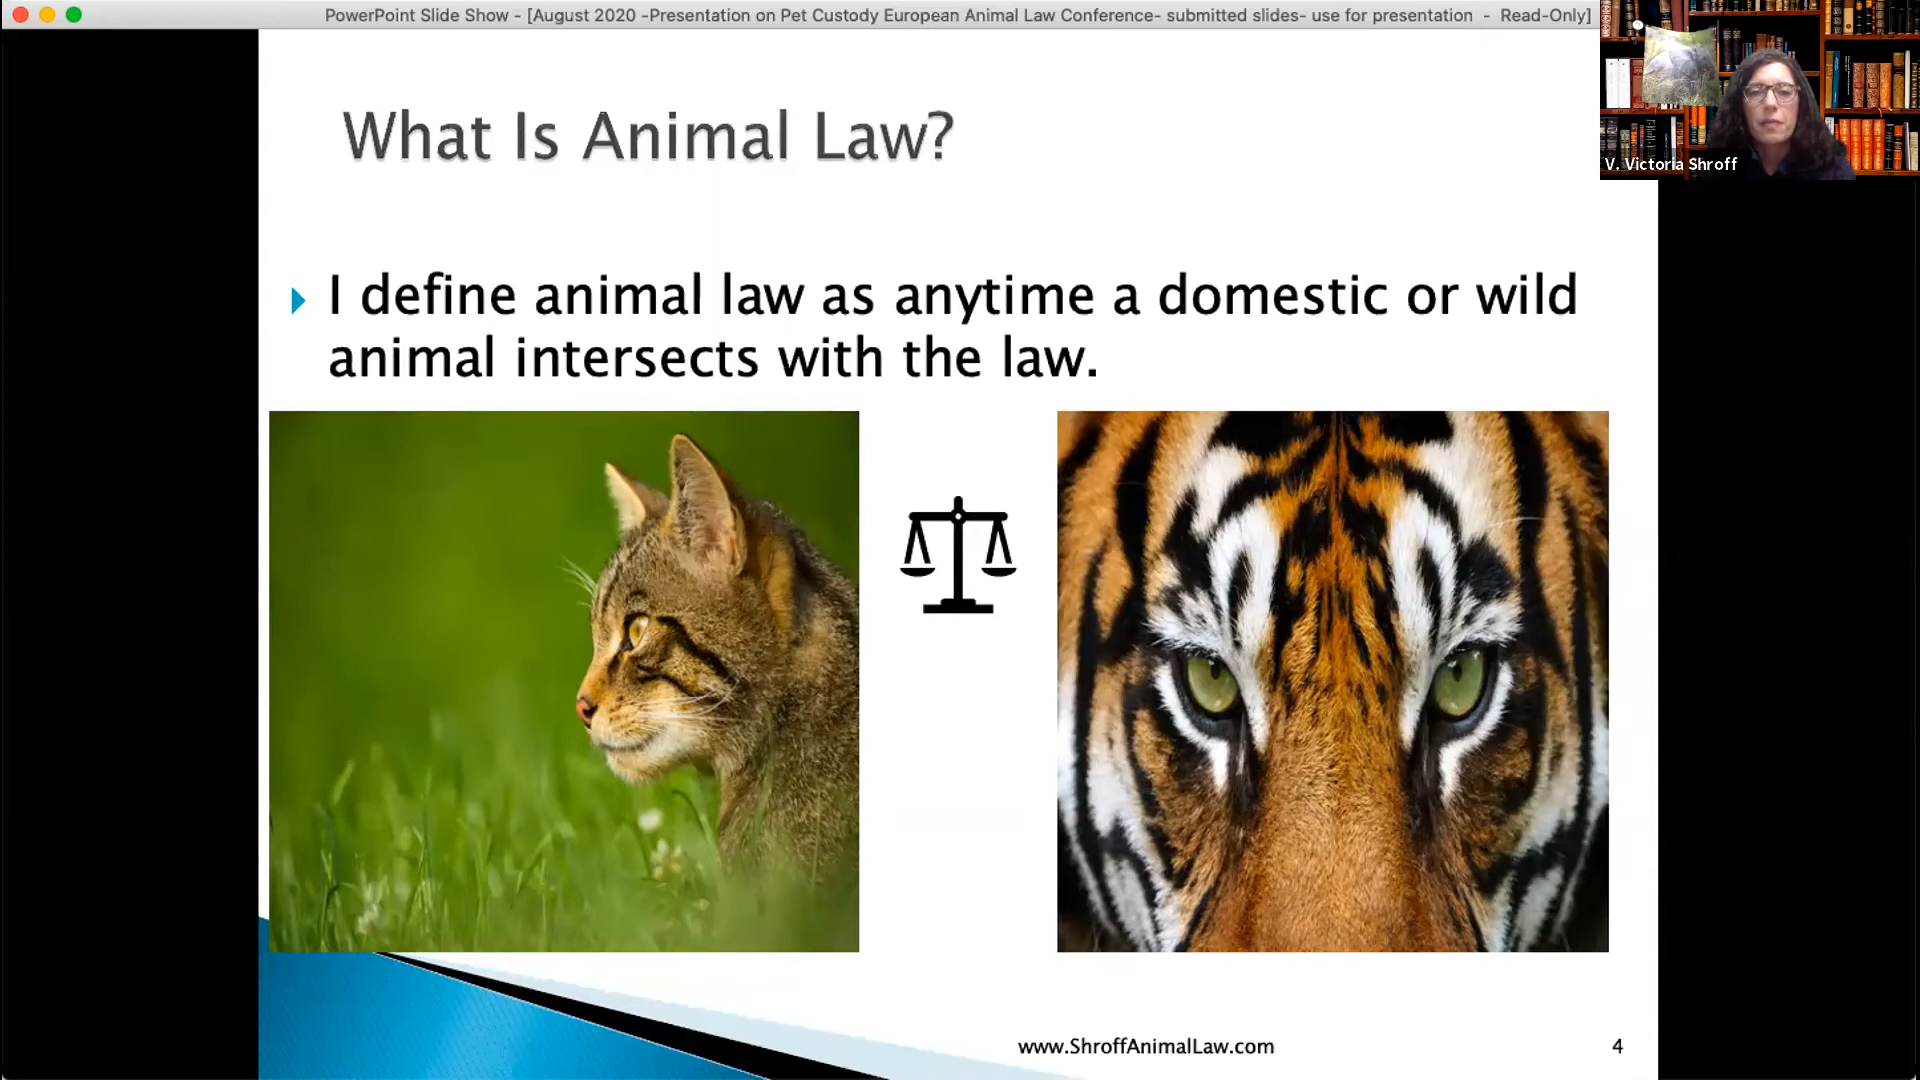 PowerPoint Slide Show - [August 2020 -Presentation on Pet Custody European Animal Law Conference- submitted slides- use for presentation - Read-Only]
V. Victoria Shroff
What Is Animal Law?
I define animal law as anytime a domestic or wild
animal intersects with the law.
www.ShroffAnimalLaw.com
4